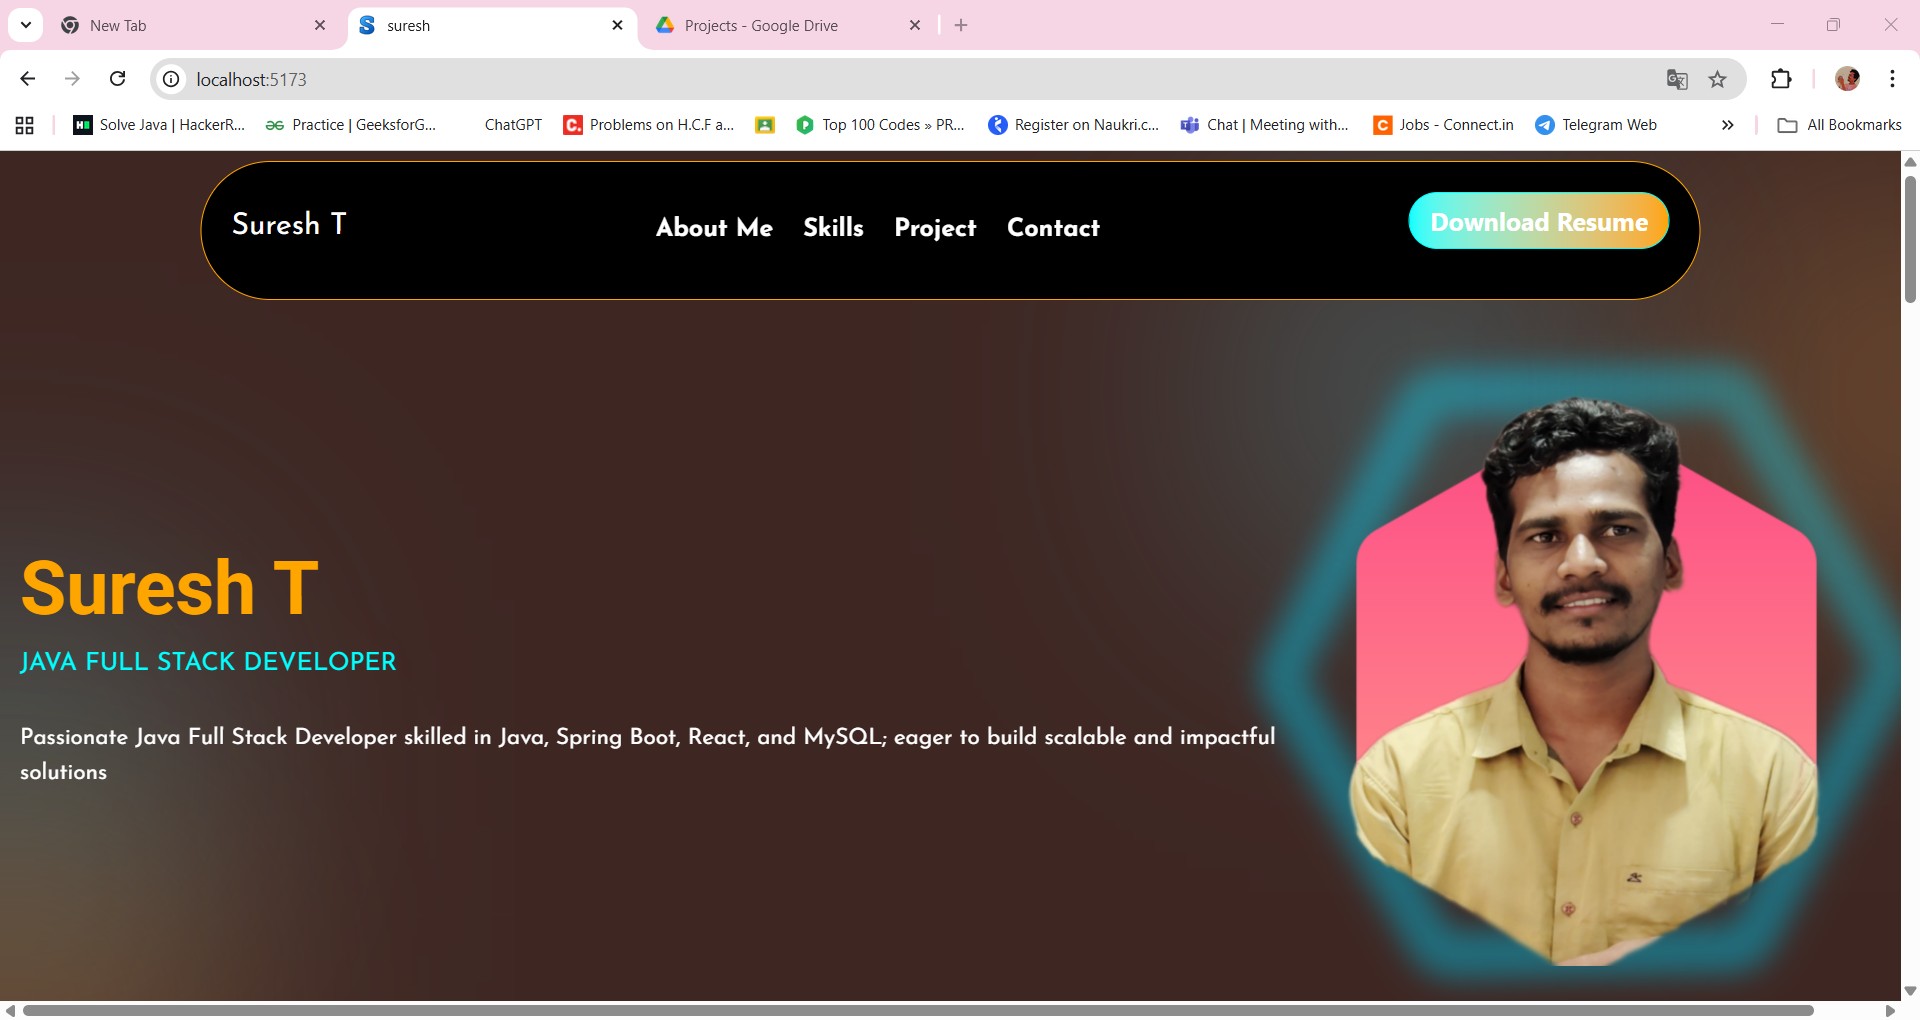 New Tab
suresh
Projects - Google Drive
localhost:5173
Solve Java | HackerR...
Practice | GeeksforG...
ChatGPT
Problems on H.C.F a...
Top 100 Codes » PR...
Register on Naukri.c...
Chat | Meeting with...
Jobs - Connect.in
Telegram Web
All Bookmarks
Suresh T
About Me
Skills
Project
Contact
Download Resume
Suresh T
JAVA FULL STACK DEVELOPER
Passionate Java Full Stack Developer skilled in Java, Spring Boot, React, and MySQL; eager to build scalable and impactful
solutions